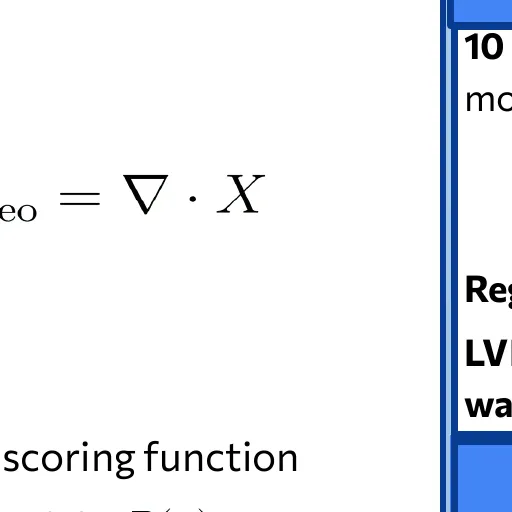 eo = ∇ · X
scoring function
10
mo
Reg
LV
wa